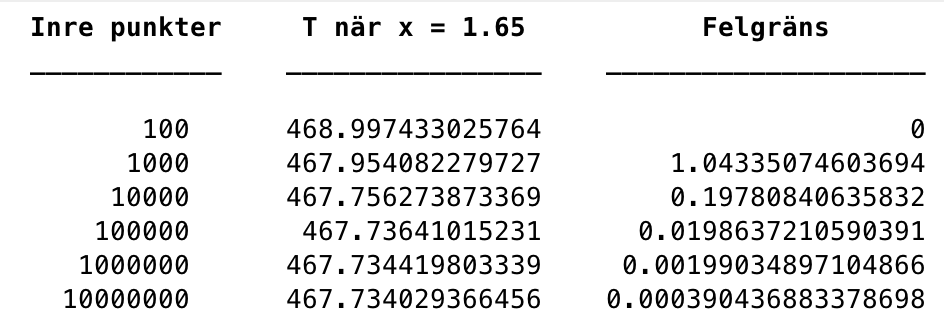 Inre punkter T när x = 1.65 Felgräns
100 468.997433025764 0
1000 467.954082279727 1.04335074603694
10000 467.756273873369 0.19780840635832
100000 467.73641015231 0.0198637210590391
1000000 467.734419803339 0.00199034897104866
10000000 467.734029366456 0.000390436883378698